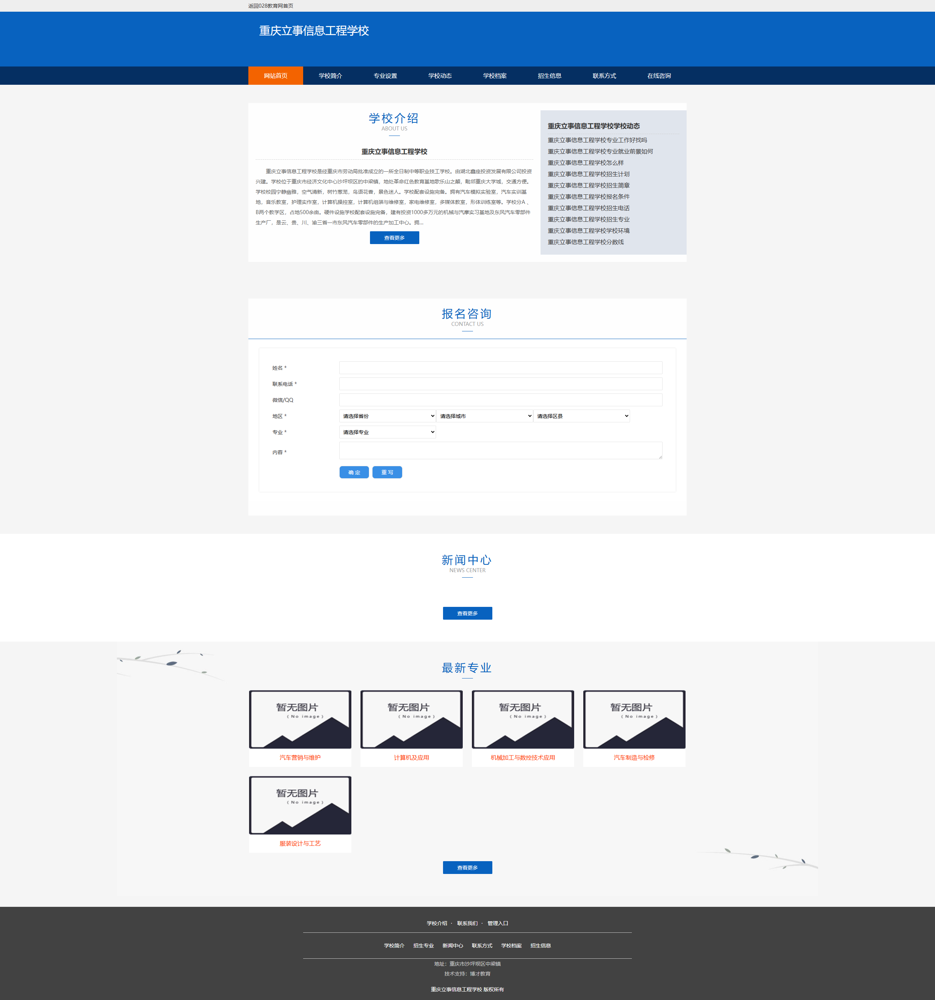 返回028教育网首页
重庆立事信息工程学校
网站首页 学校简介 专业设置 学校动态 学校档案 招生信息 联系方式 在线咨询
学校介绍
ABOUT US
重庆立事信息工程学校
重庆立事信息工程学校是经重庆市劳动局批准成立的一所全日制中等职业技工学校。由湖北鑫座投资发展有限公司投资
兴建。学校位于重庆市经济文化中心沙坪坝区的中梁镇，地处革命红色教育基地歌乐山之颠，毗邻重庆大学城，交通方便。
学校校园宁静幽雅，空气清新，树竹葱茏，鸟语花香，景色迷人。学校配套设施完备。拥有汽车模拟实验室，汽车实训基
地，音乐教室，护理实作室，计算机操控室，计算机组装与维修室，家电维修室，多媒体教室，形体训练室等。学校分A 、
B两个教学区，占地500余亩。硬件设施学校配套设施完备，建有投资1000多万元的机械与汽摩实习基地及东风汽车零部件
生产厂，是云、贵、川、渝三省一市东风汽车零部件的生产加工中心。拥...
查看更多
重庆立事信息工程学校学校动态
重庆立事信息工程学校专业工作好找吗
重庆立事信息工程学校专业就业前景如何
重庆立事信息工程学校怎么样
重庆立事信息工程学校招生计划
重庆立事信息工程学校招生简章
重庆立事信息工程学校报名条件
重庆立事信息工程学校招生电话
重庆立事信息工程学校招生专业
重庆立事信息工程学校学校环境
重庆立事信息工程学校分数线
报名咨询
CONTACT US
姓名 *
联系电话 *
微信/QQ
地区 * 请选择省份 请选择城市 请选择区县
专业 * 请选择专业
内容 *
确 定 重 写
新闻中心
NEWS CENTER
查看更多
最新专业
暂无图片 暂无图片 暂无图片 暂无图片
( No image ) ( No image ) ( No image ) ( No image )
汽车营销与维护 计算机及应用 机械加工与数控技术应用 汽车制造与检修
暂无图片
( No image )
服装设计与工艺
查看更多
学校介绍 · 联系我们 · 管理入口
学校简介 招生专业 新闻中心 联系方式 学校档案 招生信息
地址：重庆市沙坪坝区中梁镇
技术支持：博才教育
重庆立事信息工程学校 版权所有